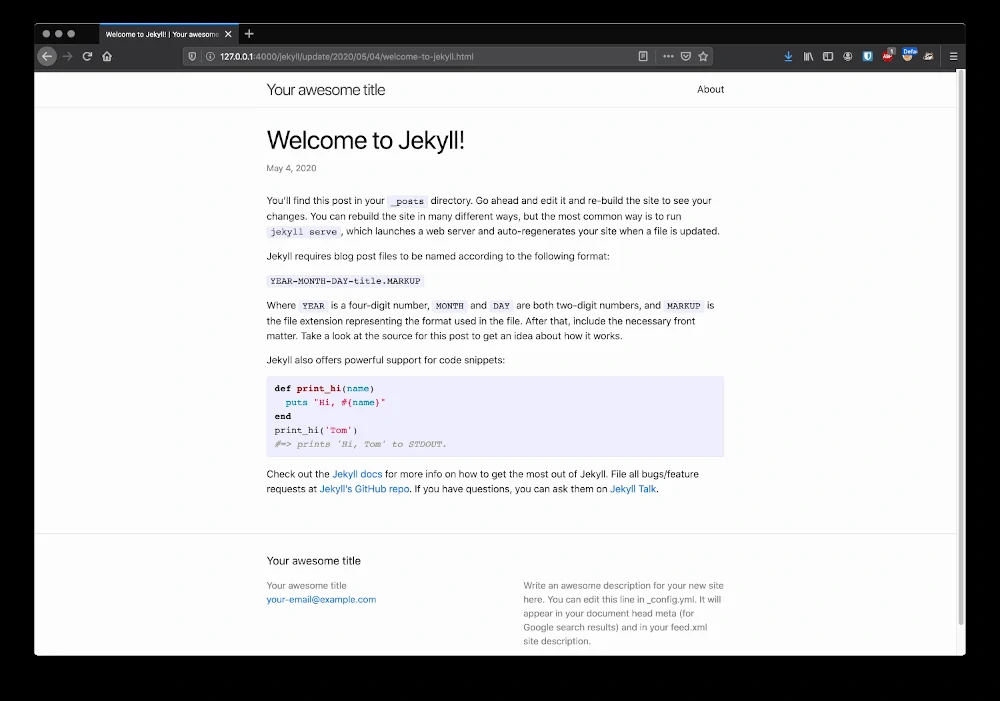 Welcome to Jekyll! | Your awesome
127.0.0.1:4000/jekyll/update/2020/05/04/welcome-to-jekyll.html
Your awesome title
About
Welcome to Jekyll!
May 4, 2020
You'll find this post in your _posts directory. Go ahead and edit it and re-build the site to see your
changes. You can rebuild the site in many different ways, but the most common way is to run
jekyll serve, which launches a web server and auto-regenerates your site when a file is updated.
Jekyll requires blog post files to be named according to the following format:
YEAR-MONTH-DAY-title.MARKUP
Where YEAR is a four-digit number, MONTH and DAY are both two-digit numbers, and MARKUP is
the file extension representing the format used in the file. After that, include the necessary front
matter. Take a look at the source for this post to get an idea about how it works.
Jekyll also offers powerful support for code snippets:
def print_hi(name)
  puts "Hi, #{name}"
end
print_hi('Tom')
#=> prints 'Hi, Tom' to STDOUT.
Check out the Jekyll docs for more info on how to get the most out of Jekyll. File all bugs/feature
requests at Jekyll's GitHub repo. If you have questions, you can ask them on Jekyll Talk.
Your awesome title
Your awesome title
your-email@example.com
Write an awesome description for your new site
here. You can edit this line in _config.yml. It will
appear in your document head meta (for
Google search results) and in your feed.xml
site description.